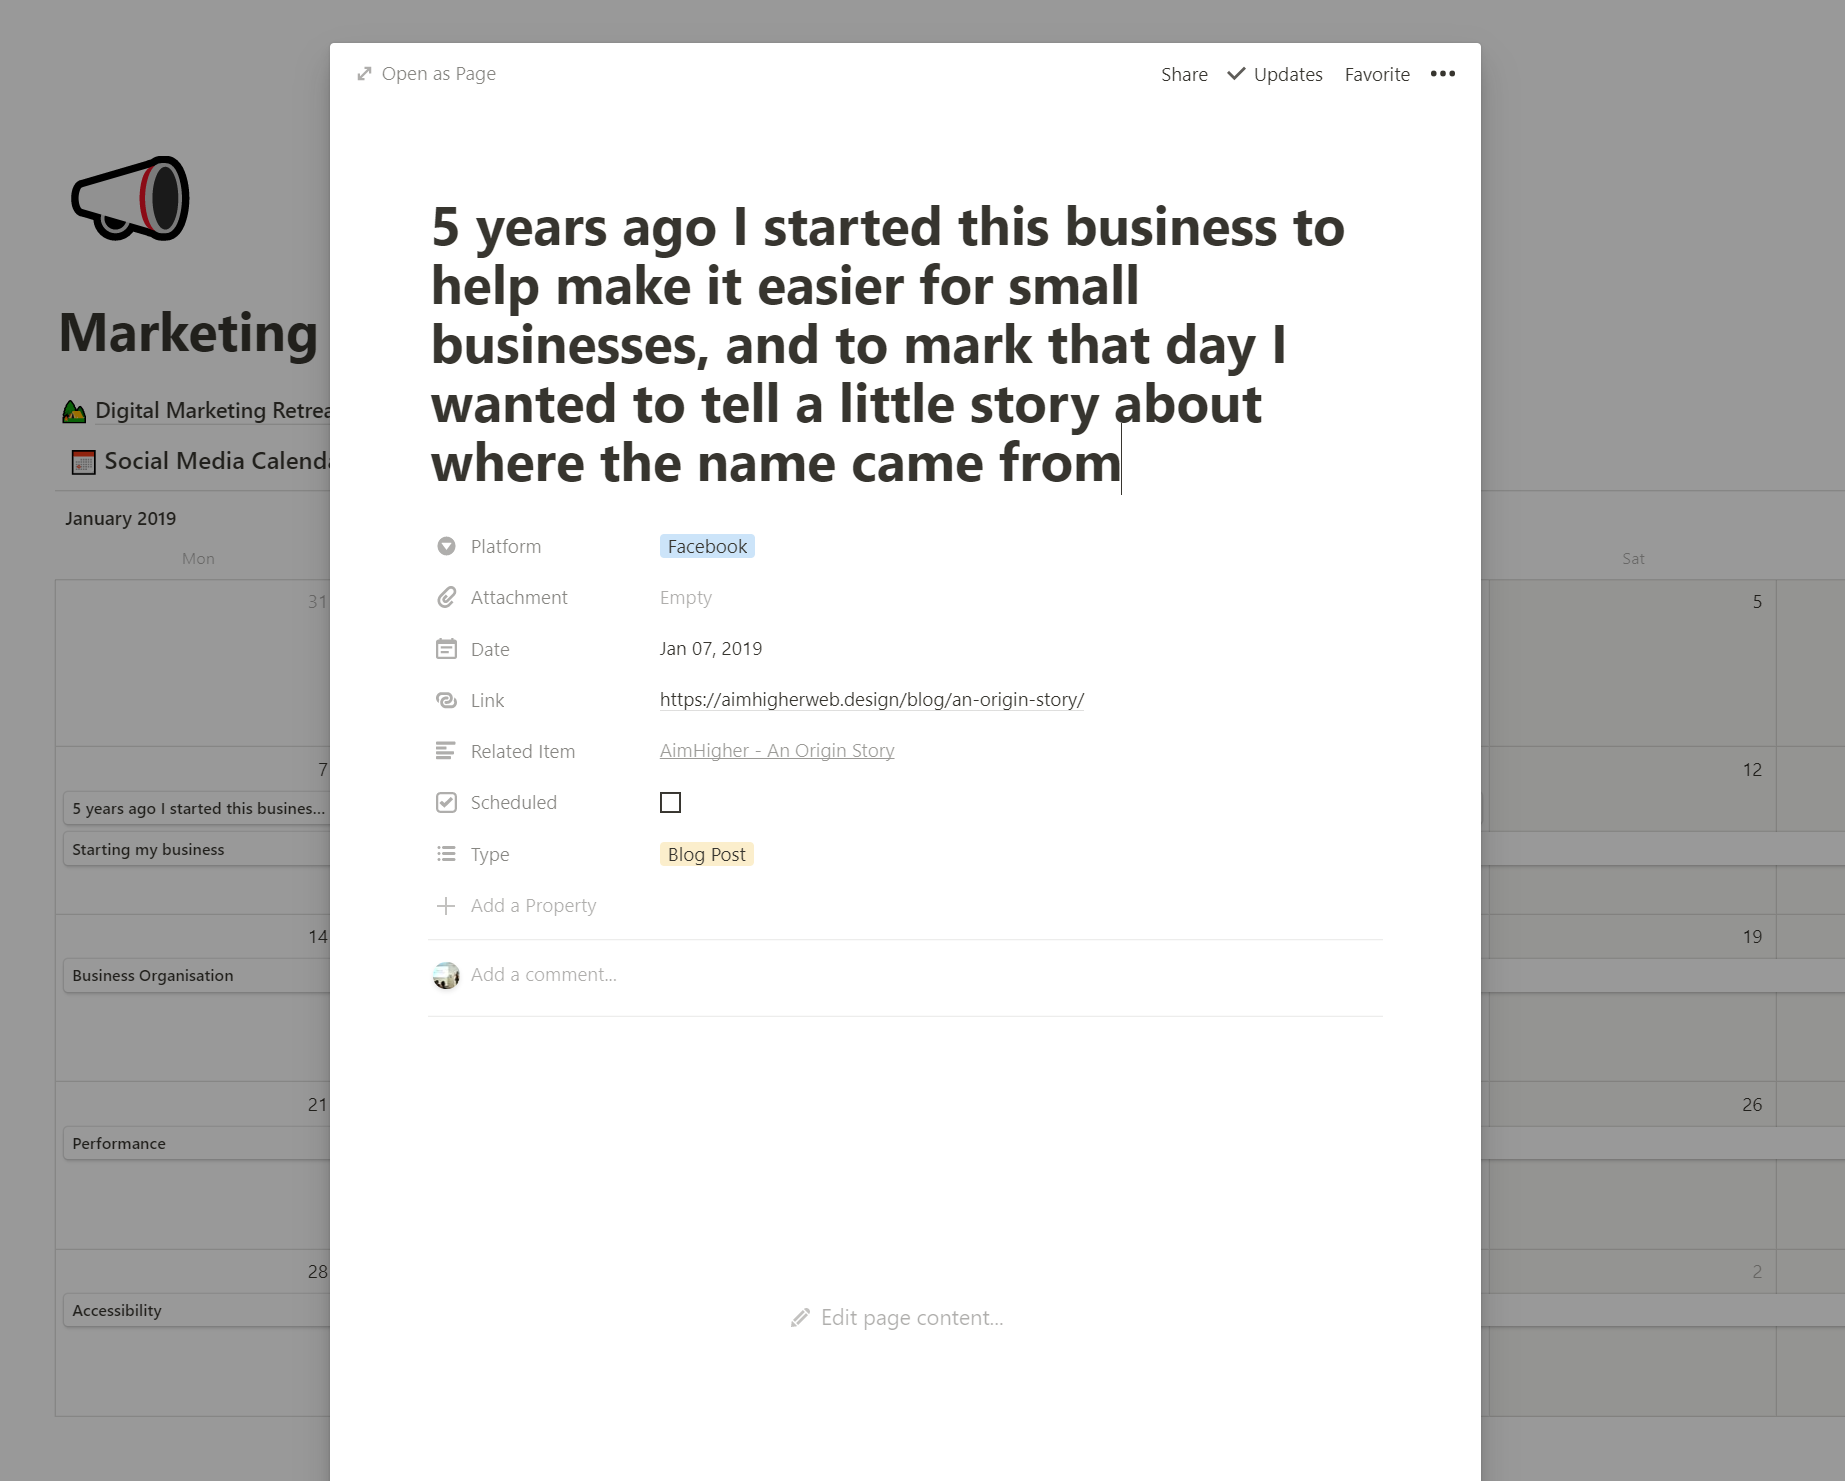 Open as Page
Share
Updates
Favorite
5 years ago I started this business to
help make it easier for small
businesses, and to mark that day I
wanted to tell a little story about
where the name came from
Platform
Facebook
Attachment
Empty
Date
Jan 07, 2019
Link
https://aimhigherweb.design/blog/an-origin-story/
Related Item
AimHigher - An Origin Story
Scheduled
Type
Blog Post
Add a Property
Add a comment...
Edit page content...
Marketing
Digital Marketing
Social Media
January 2019
Mon
Sat
31
5
7
12
5 years ago I started this busines...
Starting my business
14
19
Business Organisation
21
26
Performance
28
2
Accessibility